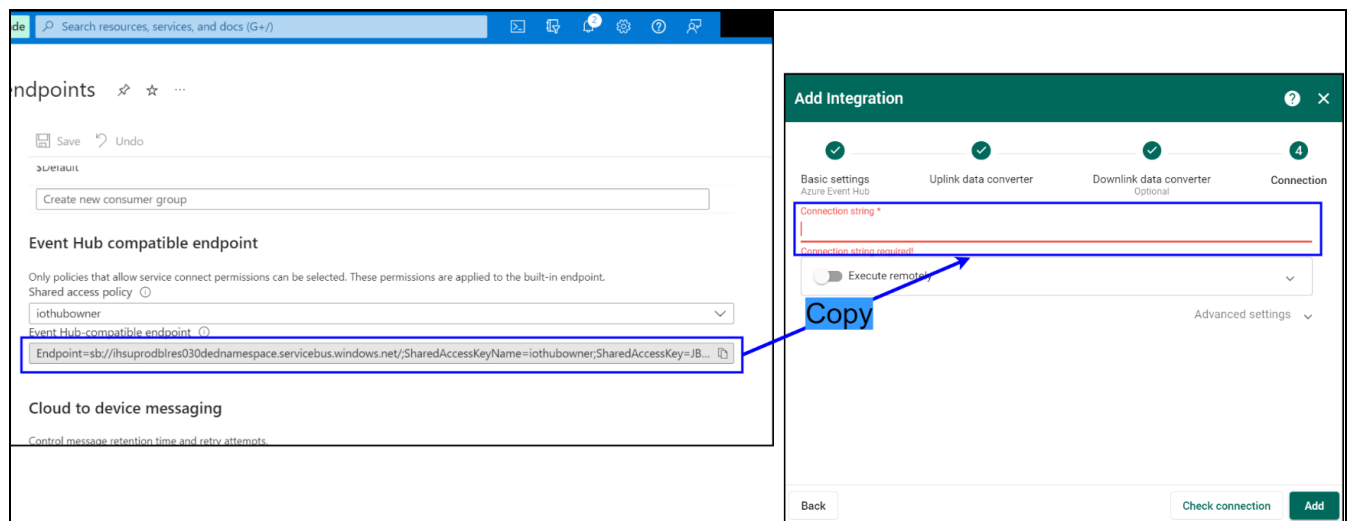 de
Search resources, services, and docs (G+/)
2
endpoints
Save Undo
$Default
Create new consumer group
Event Hub compatible endpoint
Only policies that allow service connect permissions can be selected. These permissions are applied to the built-in endpoint.
Shared access policy
iothubowner
Event Hub-compatible endpoint
Endpoint=sb://ihsuprodblres030dednamespace.servicebus.windows.net/;SharedAccessKeyName=iothubowner;SharedAccessKey=JB...
Cloud to device messaging
Control message retention time and retry attempts.
Copy
Add Integration
4
Basic settings
Azure Event Hub
Uplink data converter
Downlink data converter
Optional
Connection
Connection string *
Connection string required!
Execute remotely
Advanced settings
Back
Check connection
Add